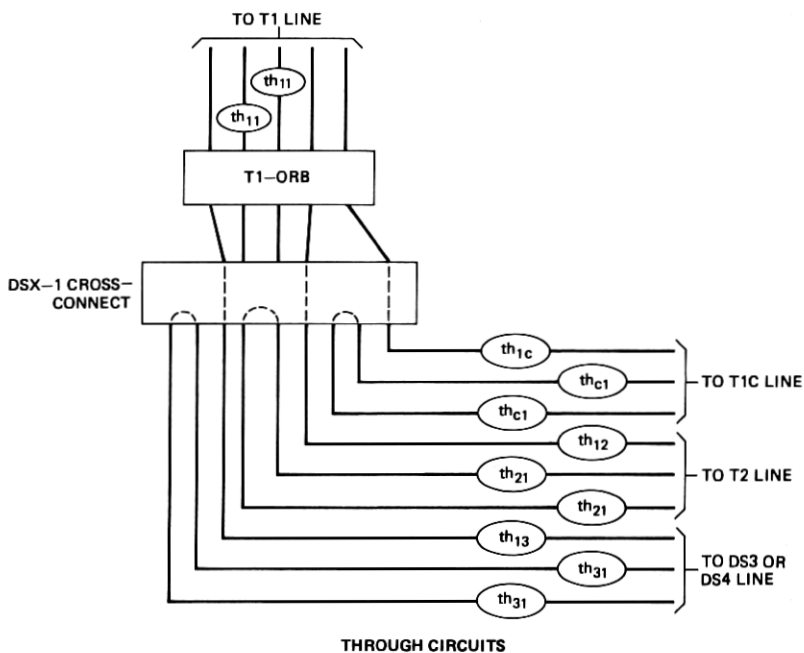 TO T1 LINE
th11
th11
T1–ORB
DSX–1 CROSS–
CONNECT
th1C
thC1
TO T1C LINE
thC1
th12
th21
TO T2 LINE
th21
th13
th31
TO DS3 OR
DS4 LINE
th31
THROUGH CIRCUITS